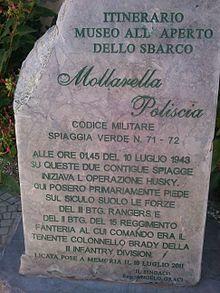 ITINERARIO
MUSEO ALL'APERTO
DELLO SBARCO
Mollarella
Poliscia
CODICE MILITARE
SPIAGGIA VERDE N. 71 - 72
ALLE ORE 01,45 DEL 10 LUGLIO 1943
SU QUESTE DUE CONTIGUE SPIAGGE
INIZIAVA L'OPERAZIONE HUSKY.
QUI POSERO PRIMARIAMENTE PIEDE
SUL SICULO SUOLO LE FORZE
DEL II BTG. RANGERS E
DEL II BTG. DEL 15 REGGIMENTO
FANTERIA AL CUI COMANDO ERA IL
TENENTE COLONNELLO BRADY DELLA
II INFANTRY DIVISION.
LICATA POSE A MEMORIA IL 10 LUGLIO 2011
IL SINDACO
ANGELO GRACI